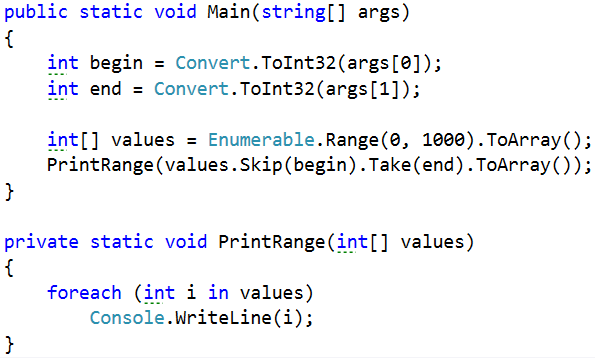 public static void Main(string[] args)
{
    int begin = Convert.ToInt32(args[0]);
    int end = Convert.ToInt32(args[1]);

    int[] values = Enumerable.Range(0, 1000).ToArray();
    PrintRange(values.Skip(begin).Take(end).ToArray());
}

private static void PrintRange(int[] values)
{
    foreach (int i in values)
        Console.WriteLine(i);
}